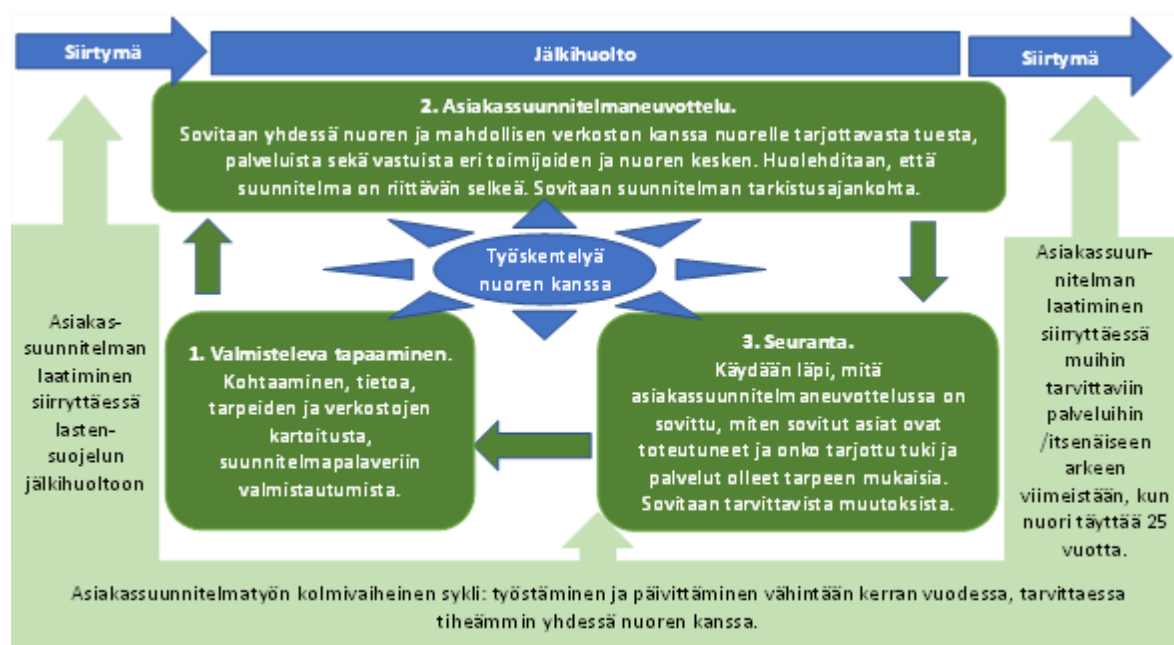 Siirtymä
Jälkihuolto
Siirtymä
2. Asiakassuunnitelmaneuvottelu.
Sovitaan yhdessä nuoren ja mahdollisen verkoston kanssa nuorelle tarjottavasta tuesta,
palveluista sekä vastuista eri toimijoiden ja nuoren kesken. Huolehditaan, että
suunnitelma on riittävän selkeä. Sovitaan suunnitelman tarkistusajankohta.
Työskentelyä
nuoren kanssa
Asiakas-
suunnitelman
laatiminen
siirryttäessä
lasten-
suojelun
jälkihuoltoon
1. Valmisteleva tapaaminen.
Kohtaaminen, tietoa,
tarpeiden ja verkostojen
kartoitusta,
suunnitelmapalaveriin
valmistautumista.
3. Seuranta.
Käydään läpi, mitä
asiakassuunnitelmaneuvottelussa on
sovittu, miten sovitut asiat ovat
toteutuneet ja onko tarjottu tuki ja
palvelut olleet tarpeen mukaisia.
Sovitaan tarvittavista muutoksista.
Asiakassuun-
nitelman
laatiminen
siirryttäessä
muihin
tarvittaviin
palveluihin
/itsenäiseen
arkeen
viimeistään, kun
nuori täyttää 25
vuotta.
Asiakassuunnitelmatyön kolmivaiheinen sykli: työstäminen ja päivittäminen vähintään kerran vuodessa, tarvittaessa
tiheämmin yhdessä nuoren kanssa.